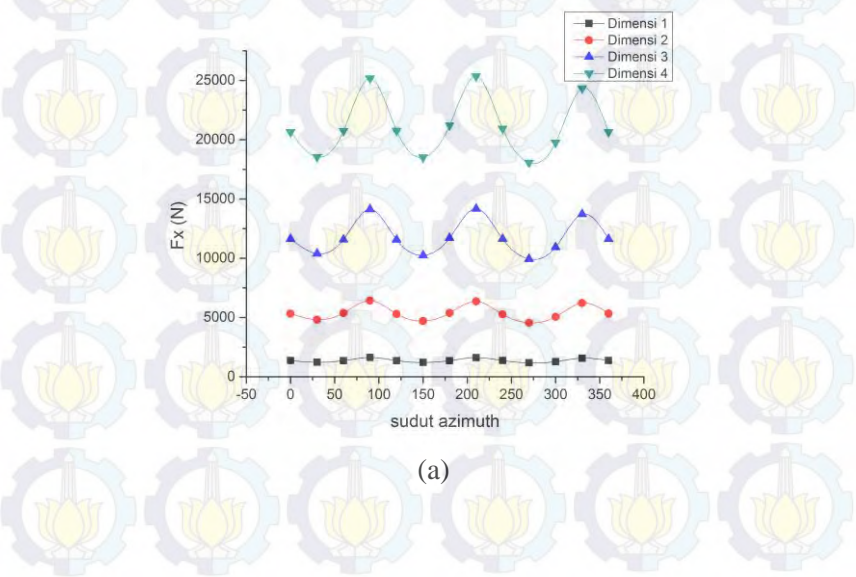 Dimensi 1
Dimensi 2
Dimensi 3
Dimensi 4
25000
20000
15000
10000
5000
0
Fx (N)
-50 0 50 100 150 200 250 300 350 400
sudut azimuth
(a)